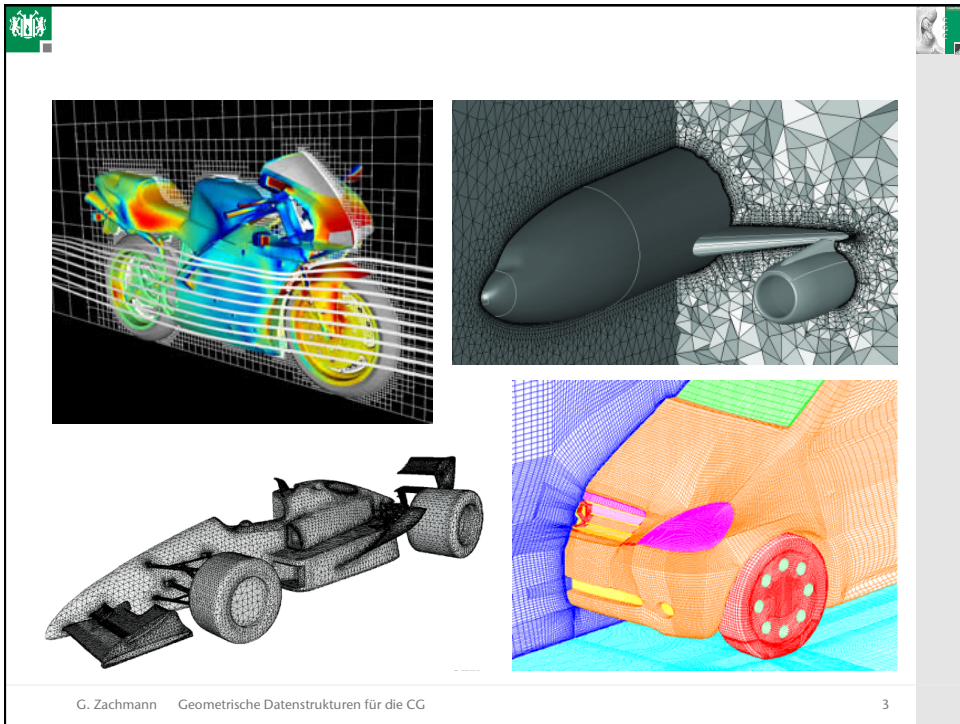 G. Zachmann Geometrische Datenstrukturen für die CG 3